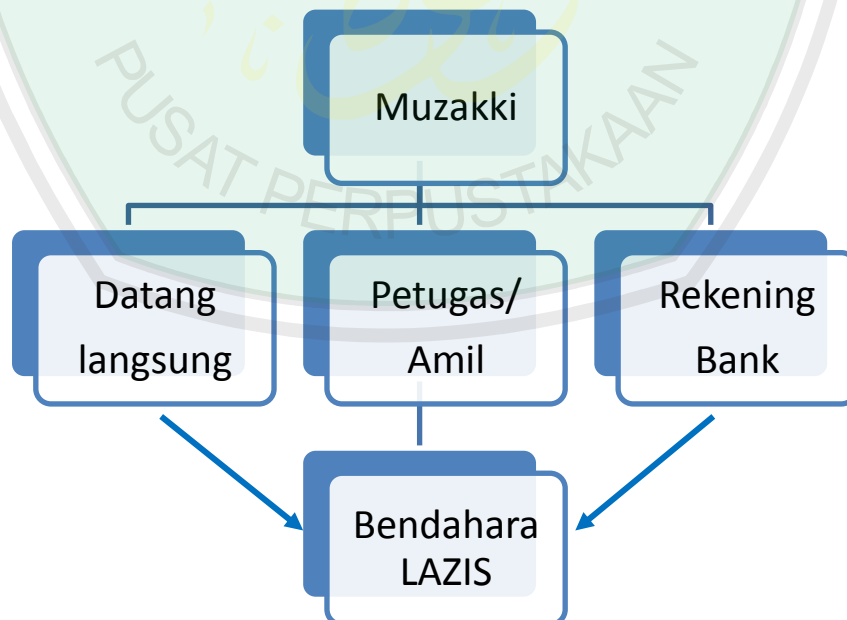 Muzakki
PUSAT PERPUSTAKAAN
Datang
langsung
Petugas/
Amil
Rekening
Bank
Bendahara
LAZIS